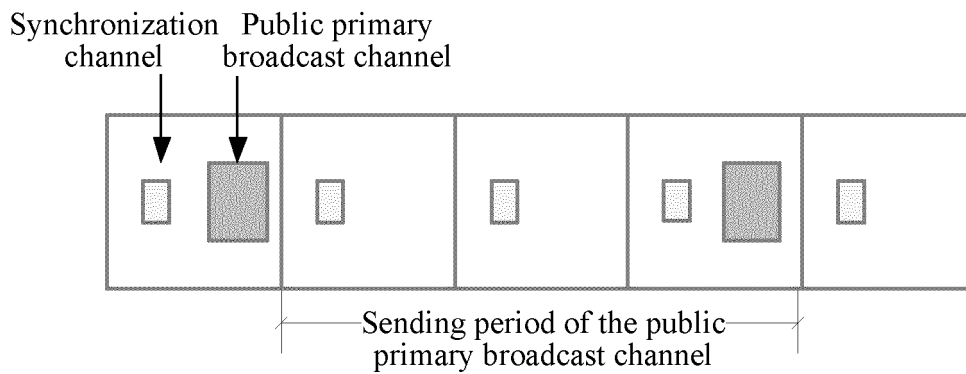 Synchronization
channel
Public primary
broadcast channel
Sending period of the public
primary broadcast channel